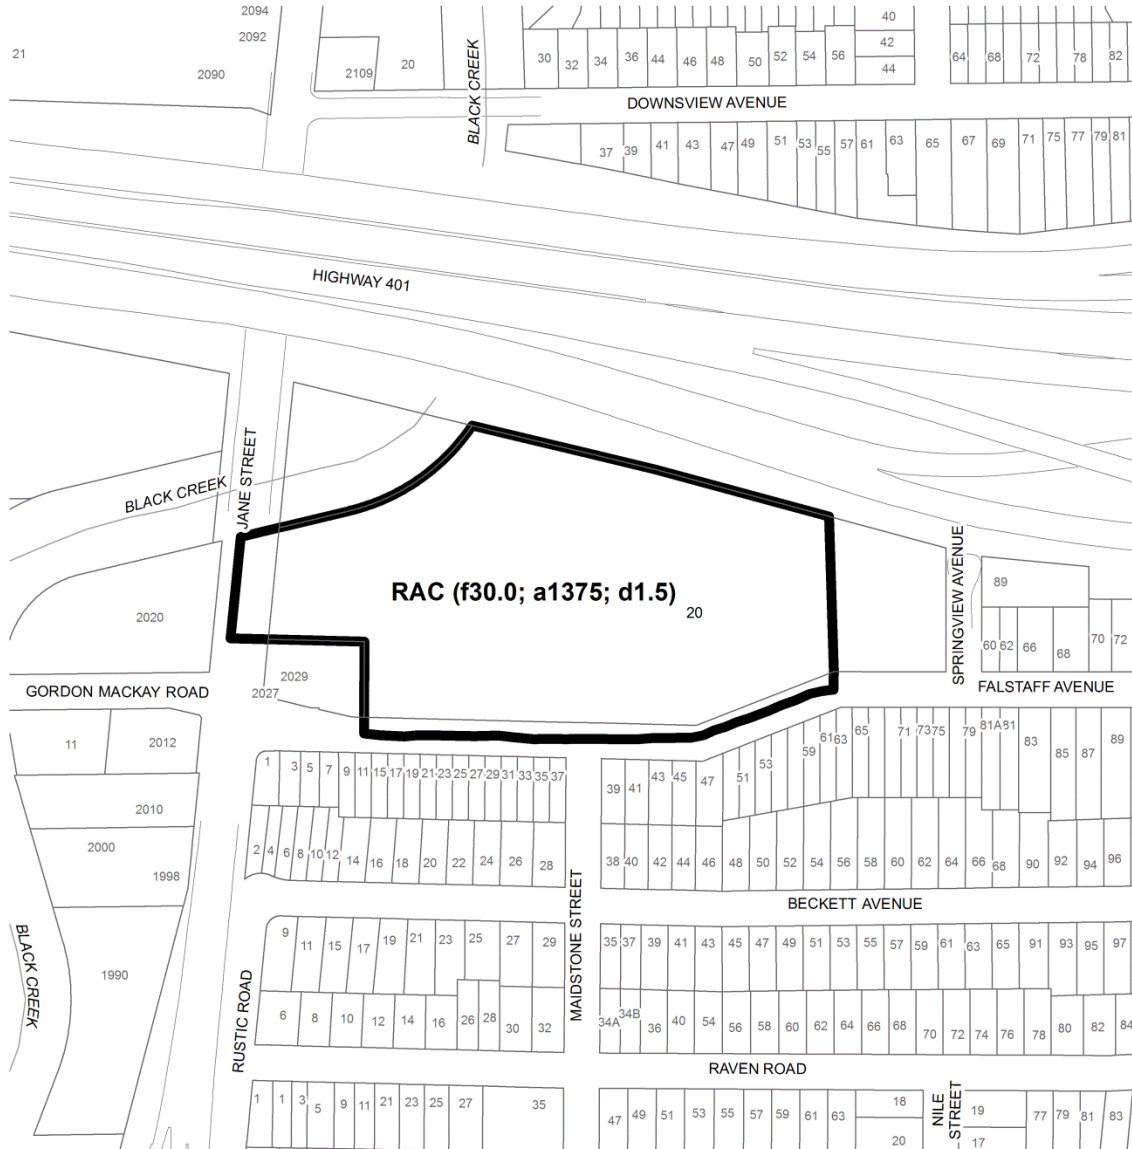 2094
2092
21
2090
2109
20
BLACK CREEK
30 32 34 36 44 46 48 50 52 54 56
40
42
44
64 68 72 78 82
DOWNSVIEW AVENUE
37 39 41 43 47 49 51 53 55 57 61 63 65 67 69 71 75 77 79 81
HIGHWAY 401
JANE STREET
BLACK CREEK
RAC (f30.0; a1375; d1.5)
20
SPRINGVIEW AVENUE
89
60 62 66 68 70 72
2020
2029
2027
GORDON MACKAY ROAD
FALSTAFF AVENUE
11 2012
2010
2000
1998
1990
BLACK CREEK
1 3 5 7 9 11 15 17 19 21 23 25 27 29 31 33 35 37
39 41 43 45 47 51 53 59 61 63 65 71 73 75 79 81A 81 83 85 87 89
2 4 6 8 10 12 14 16 18 20 22 24 26 28
38 40 42 44 46 48 50 52 54 56 58 60 62 64 66 68 90 92 94 96
MAIDSTONE STREET
BECKETT AVENUE
9 11 15 17 19 21 23 25 27 29
35 37 39 41 43 45 47 49 51 53 55 57 59 61 63 65 91 93 95 97
RUSTIC ROAD
6 8 10 12 14 16 26 28 30 32
34A 34B 36 40 54 56 58 60 62 64 66 68 70 72 74 76 78 80 82 84
RAVEN ROAD
1 1 3 5 9 11 21 23 25 27 35
47 49 51 53 55 57 59 61 63
18
20
NILE
STREET
19
17
77 79 81 83